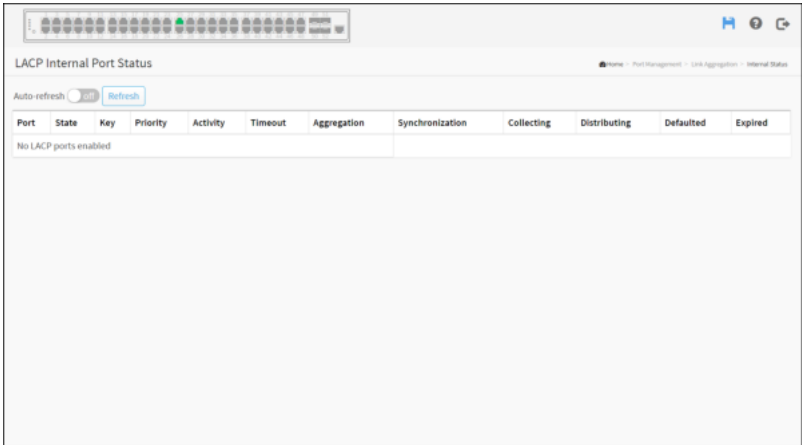 LACP Internal Port Status
Home > Port Management > Link Aggregation > Internal Status
Auto-refresh off Refresh
Port State Key Priority Activity Timeout Aggregation Synchronization Collecting Distributing Defaulted Expired
No LACP ports enabled